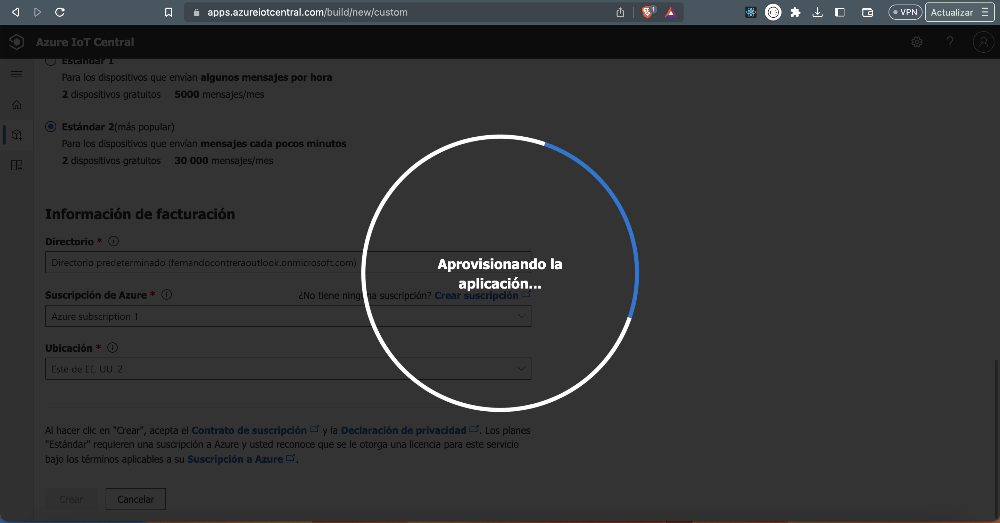 apps.azureiotcentral.com/build/new/custom
1
VPN
Actualizar
Azure IoT Central
Estándar 1
Para los dispositivos que envían algunos mensajes por hora
2 dispositivos gratuitos 5000 mensajes/mes
Estándar 2(más popular)
Para los dispositivos que envían mensajes cada pocos minutos
2 dispositivos gratuitos 30 000 mensajes/mes
Información de facturación
Directorio *
Directorio predeterminado (fernandocontreraoutlook.onmicrosoft.com)
Aprovisionando la
aplicación...
Suscripción de Azure *
¿No tiene ninguna suscripción? Crear suscripción
Azure subscription 1
Ubicación *
Este de EE. UU. 2
Al hacer clic en "Crear", acepta el Contrato de suscripción y la Declaración de privacidad. Los planes
"Estándar" requieren una suscripción a Azure y usted reconoce que se le otorga una licencia para este servicio
bajo los términos aplicables a su Suscripción a Azure.
Crear
Cancelar